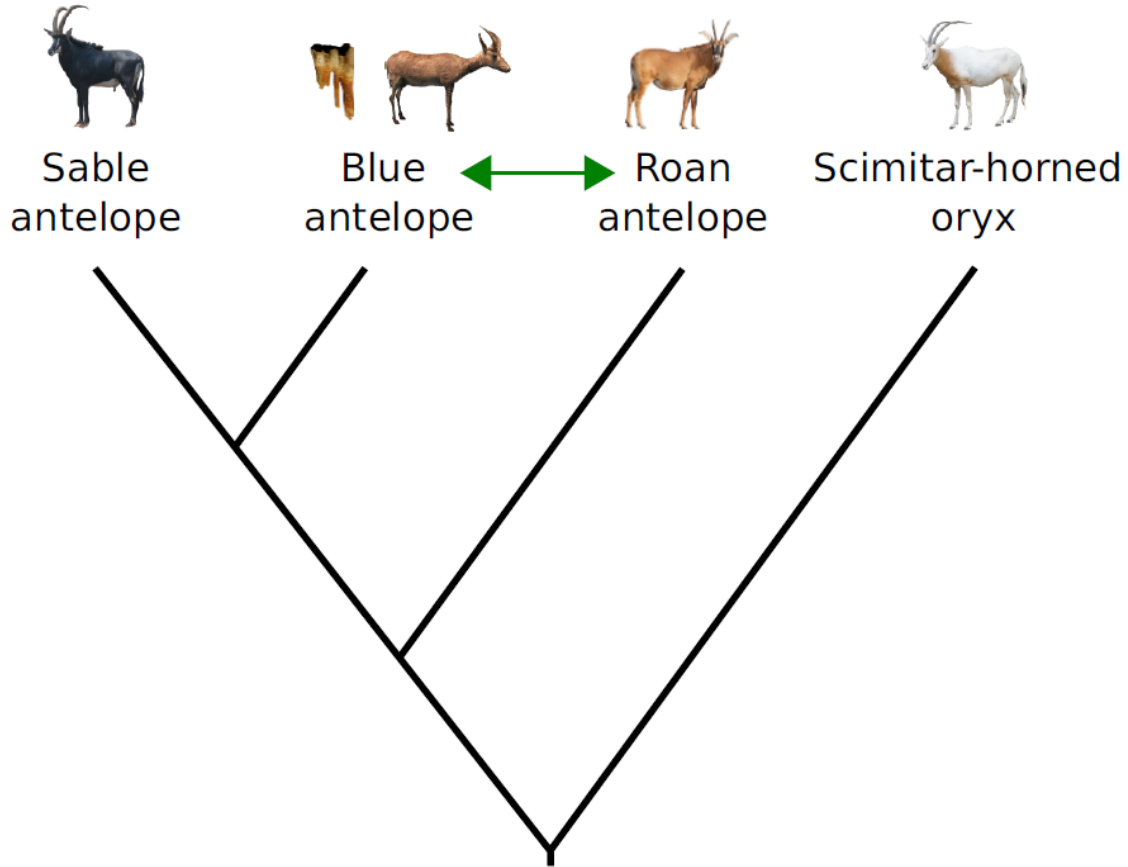 Sable
antelope
Blue
antelope
Roan
antelope
Scimitar-horned
oryx